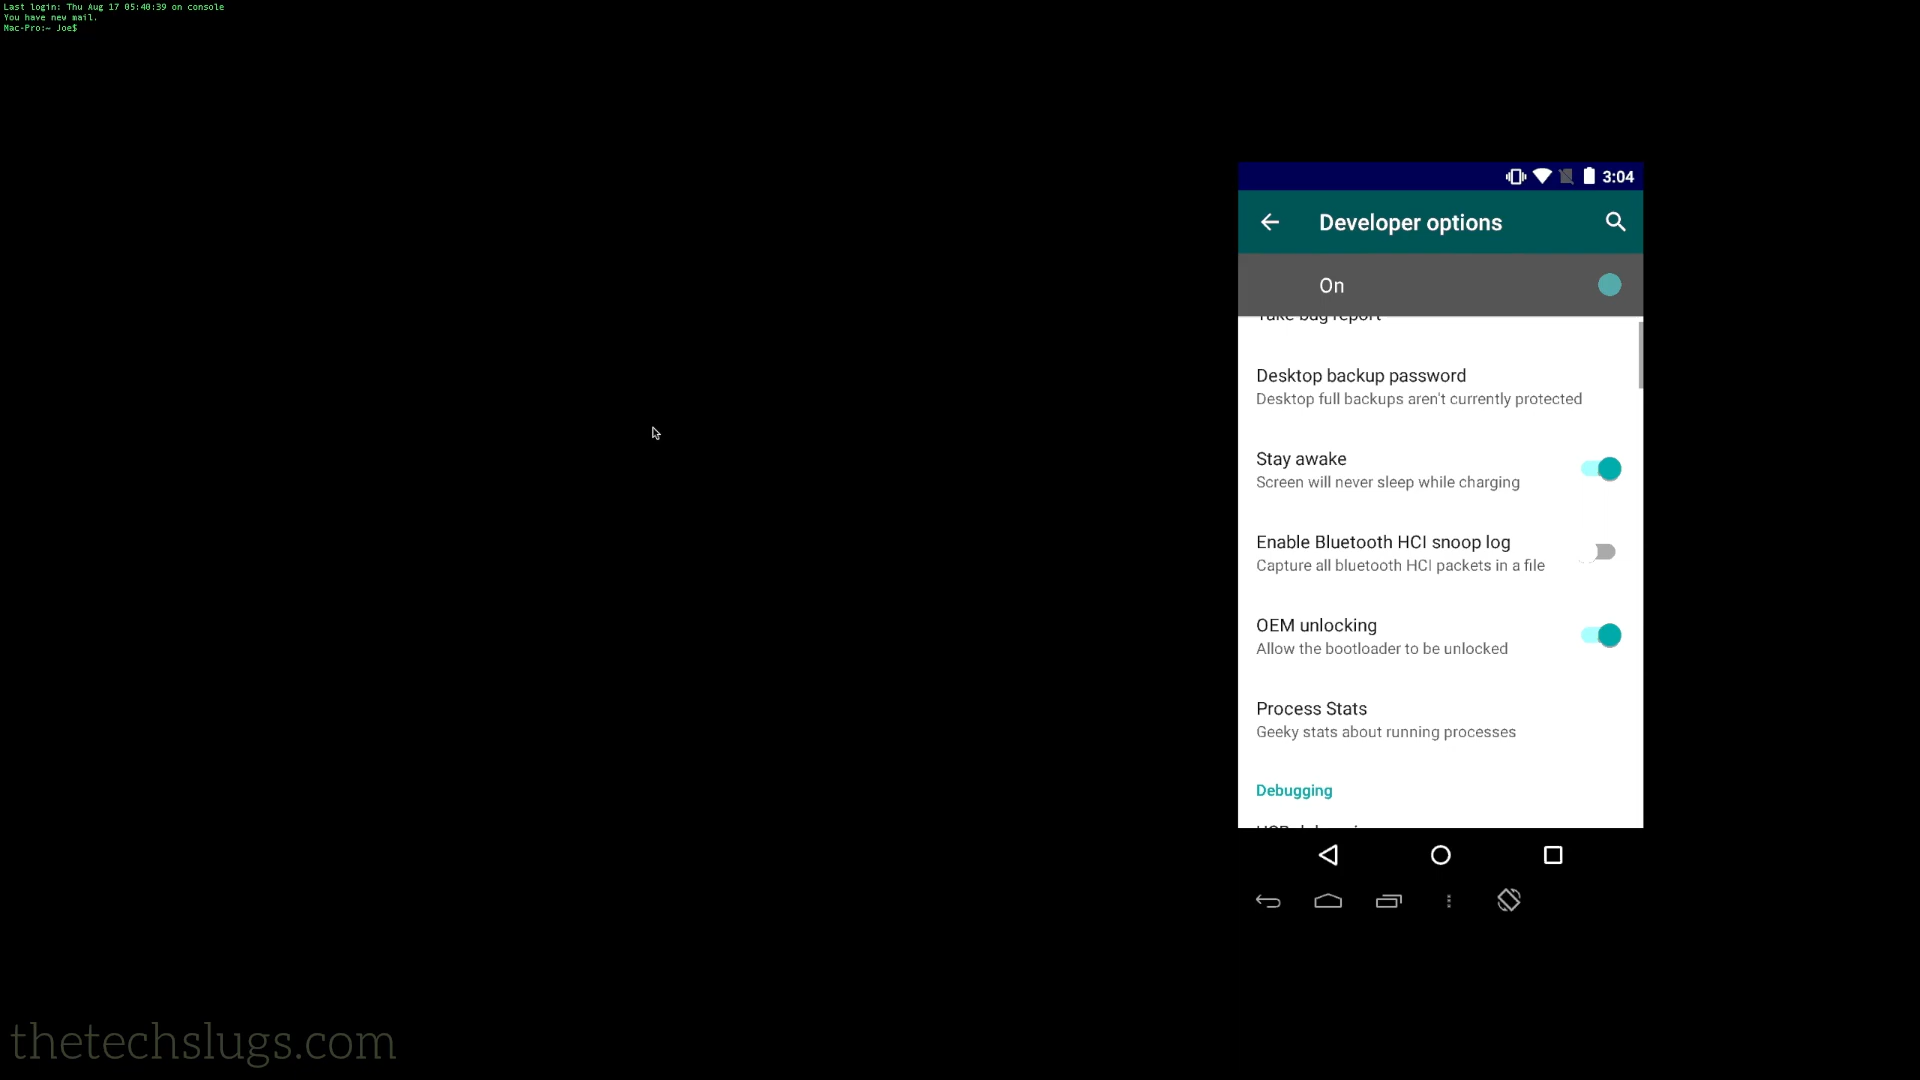 Last login: Thu Aug 17 05:40:39 on console
You have new mail.
Mac-Pro:~ Joe$
3:04
Developer options
On
Take bug report
Desktop backup password
Desktop full backups aren't currently protected
Stay awake
Screen will never sleep while charging
Enable Bluetooth HCI snoop log
Capture all bluetooth HCI packets in a file
OEM unlocking
Allow the bootloader to be unlocked
Process Stats
Geeky stats about running processes
Debugging
thetechslugs.com